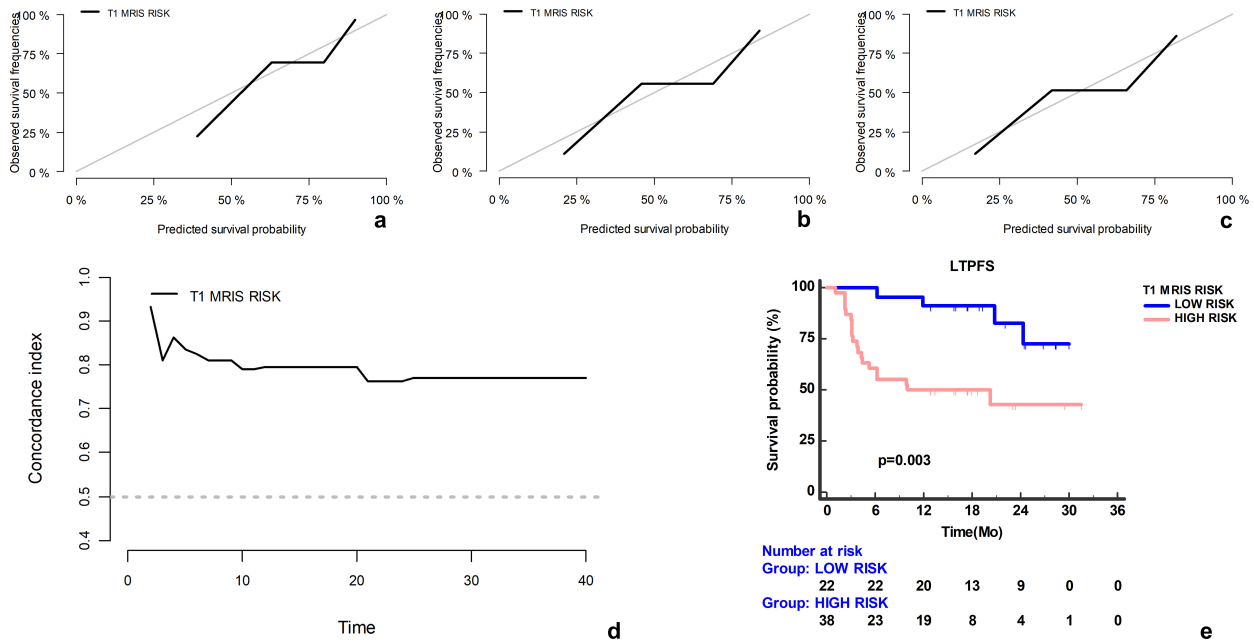 T1 MRIS RISK
Observed survival frequencies
100 %
75 %
50 %
25 %
0 %
0 %
25 %
50 %
75 %
100 %
Predicted survival probability
a
T1 MRIS RISK
Observed survival frequencies
100 %
75 %
50 %
25 %
0 %
0 %
25 %
50 %
75 %
100 %
Predicted survival probability
b
T1 MRIS RISK
Observed survival frequencies
100 %
75 %
50 %
25 %
0 %
0 %
25 %
50 %
75 %
100 %
Predicted survival probability
c
T1 MRIS RISK
Concordance index
1.0
0.9
0.8
0.7
0.6
0.5
0.4
0
10
20
30
40
Time
d
LTPFS
T1 MRIS RISK
LOW RISK
HIGH RISK
Survival probability (%)
100
75
50
25
0
p=0.003
0 6 12 18 24 30 36
Time(Mo)
Number at risk
Group: LOW RISK
22 22 20 13 9 0 0
Group: HIGH RISK
38 23 19 8 4 1 0
e